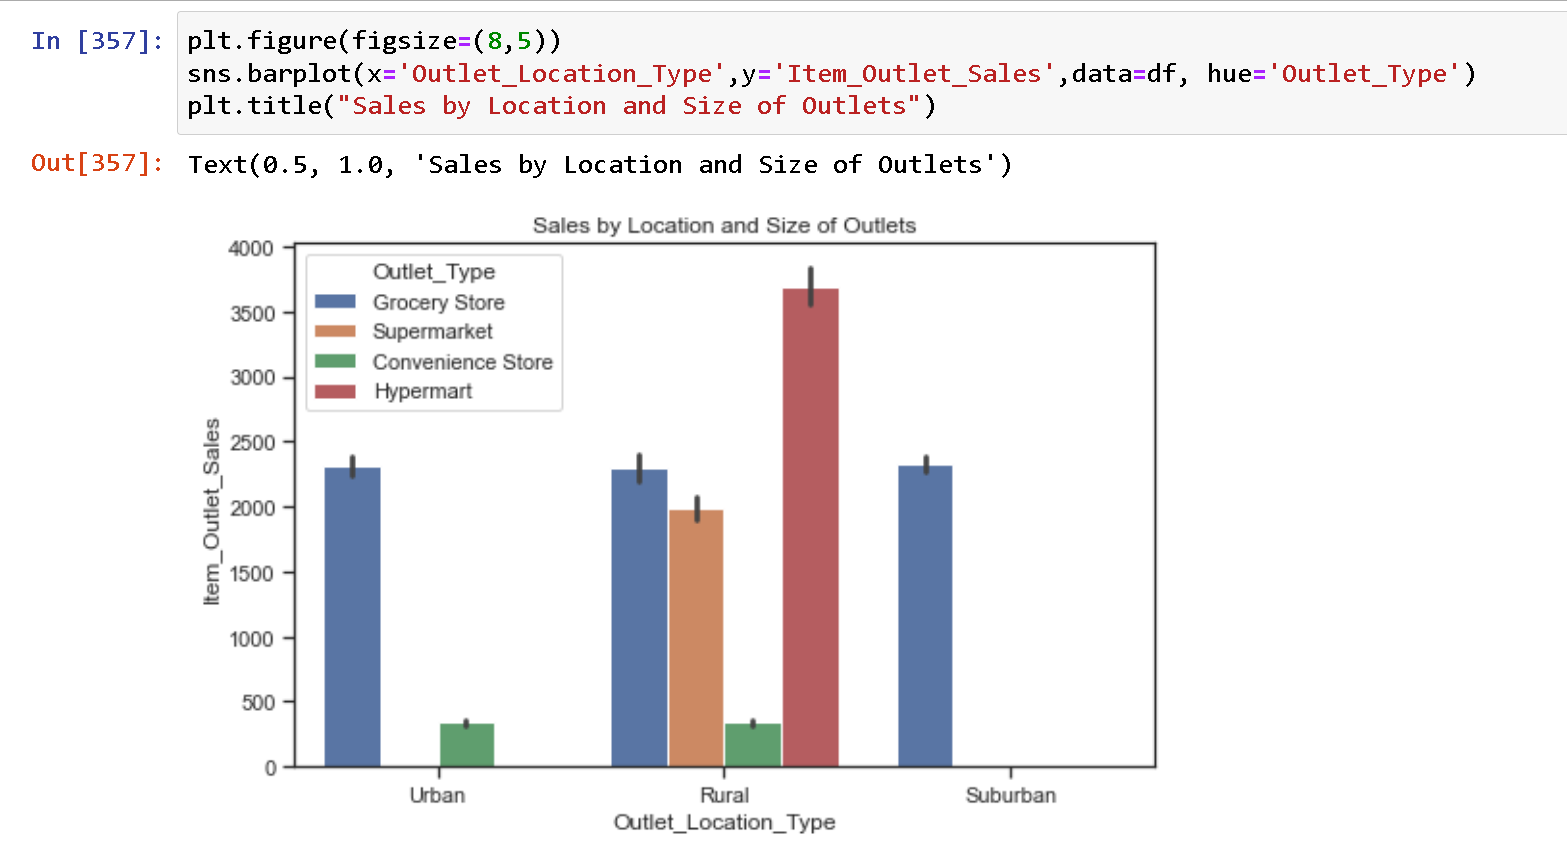 In [357]: plt.figure(figsize=(8,5))
sns.barplot(x='Outlet_Location_Type',y='Item_Outlet_Sales',data=df, hue='Outlet_Type')
plt.title("Sales by Location and Size of Outlets")
Out[357]: Text(0.5, 1.0, 'Sales by Location and Size of Outlets')
Sales by Location and Size of Outlets
Outlet_Type
Grocery Store
Supermarket
Convenience Store
Hypermart
Item_Outlet_Sales
4000
3500
3000
2500
2000
1500
1000
500
0
Urban Rural Suburban
Outlet_Location_Type